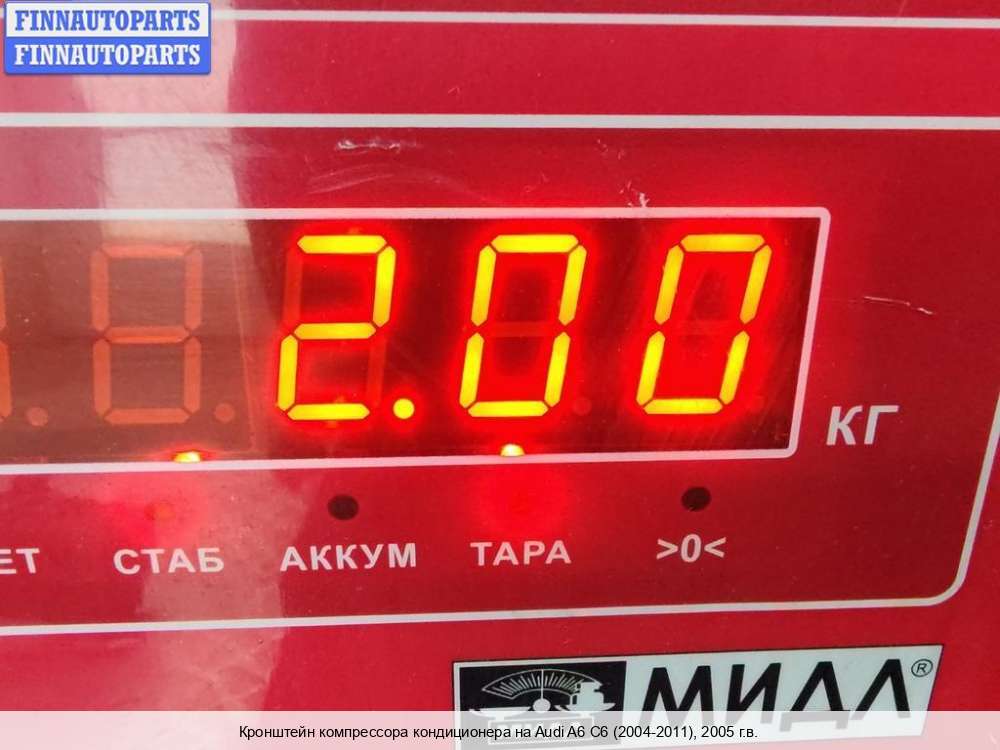 FINNAUTOPARTS
FINNAUTOPARTS
2.00
КГ
СТАБ АККУМ ТАРА >0<
МИДЛ®
Кронштейн компрессора кондиционера на Audi A6 C6 (2004-2011), 2005 г.в.